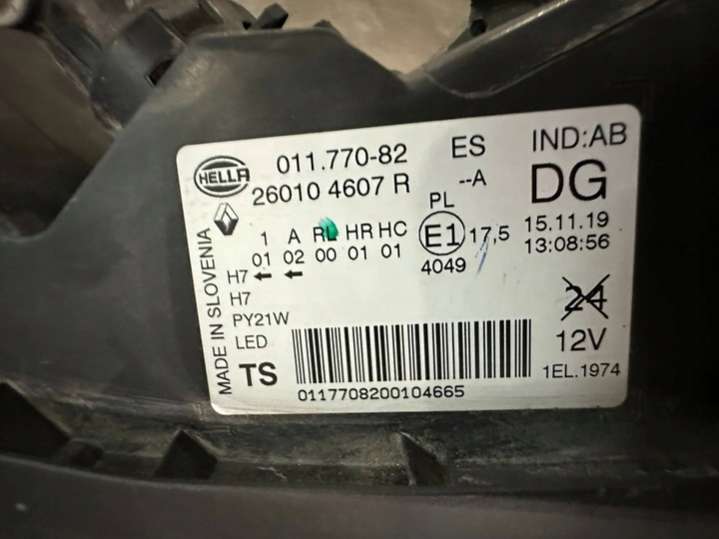 HELLA 011.770-82 ES IND:AB
26010 4607 R --A DG
PL
1 A RL HR HC E1 17,5 15.11.19
01 02 00 01 01 4049 13:08:56
H7 ← ←
H7
PY21W 24
LED 12V
TS 1EL.1974
0117708200104665
MADE IN SLOVENIA